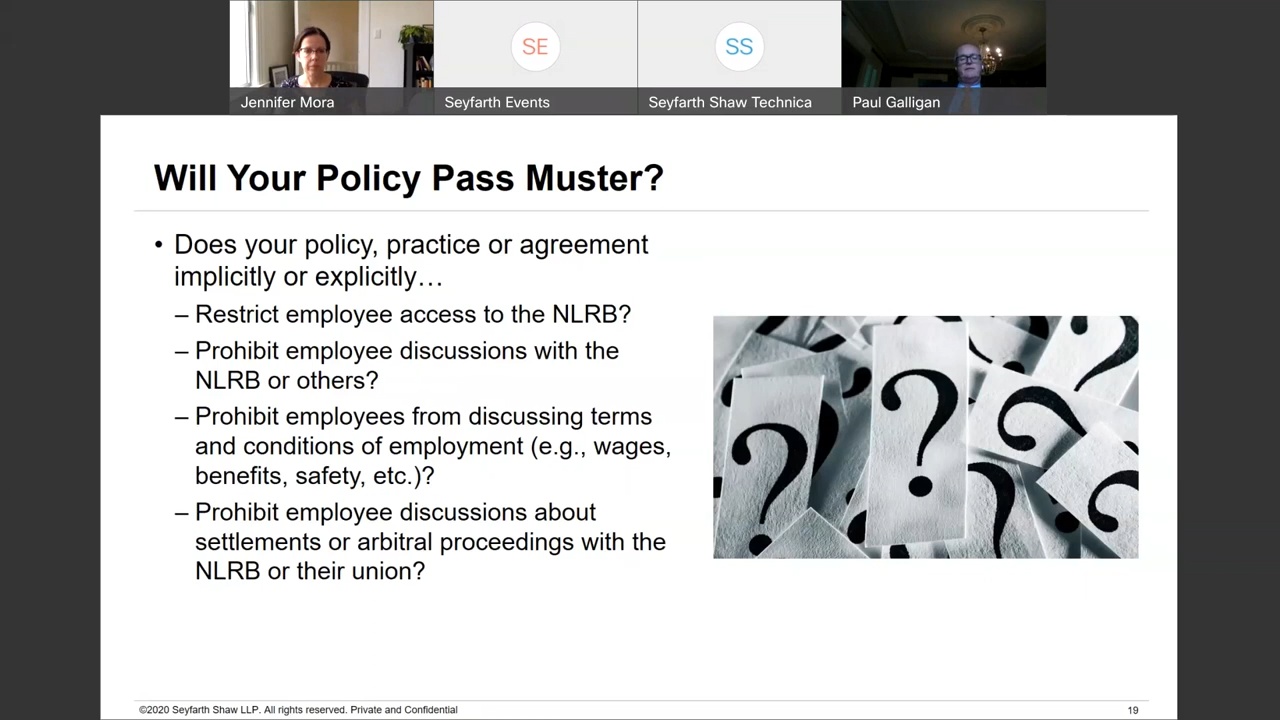 SE
SS
Jennifer Mora
Seyfarth Events
Seyfarth Shaw Technica
Paul Galligan
Will Your Policy Pass Muster?
• Does your policy, practice or agreement
implicitly or explicitly…
– Restrict employee access to the NLRB?
– Prohibit employee discussions with the
NLRB or others?
– Prohibit employees from discussing terms
and conditions of employment (e.g., wages,
benefits, safety, etc.)?
– Prohibit employee discussions about
settlements or arbitral proceedings with the
NLRB or their union?
©2020 Seyfarth Shaw LLP. All rights reserved. Private and Confidential
19